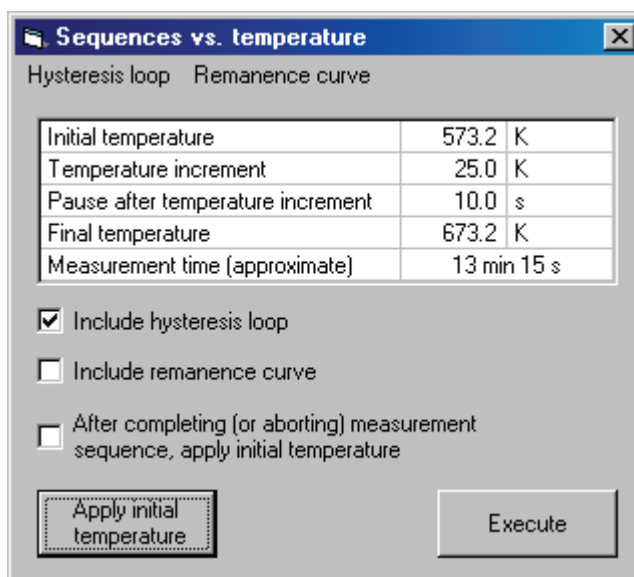 Sequences vs. temperature
Hysteresis loop Remanence curve
Initial temperature 573.2 K
Temperature increment 25.0 K
Pause after temperature increment 10.0 s
Final temperature 673.2 K
Measurement time (approximate) 13 min 15 s
Include hysteresis loop
Include remanence curve
After completing (or aborting) measurement
sequence, apply initial temperature
Apply initial
temperature
Execute